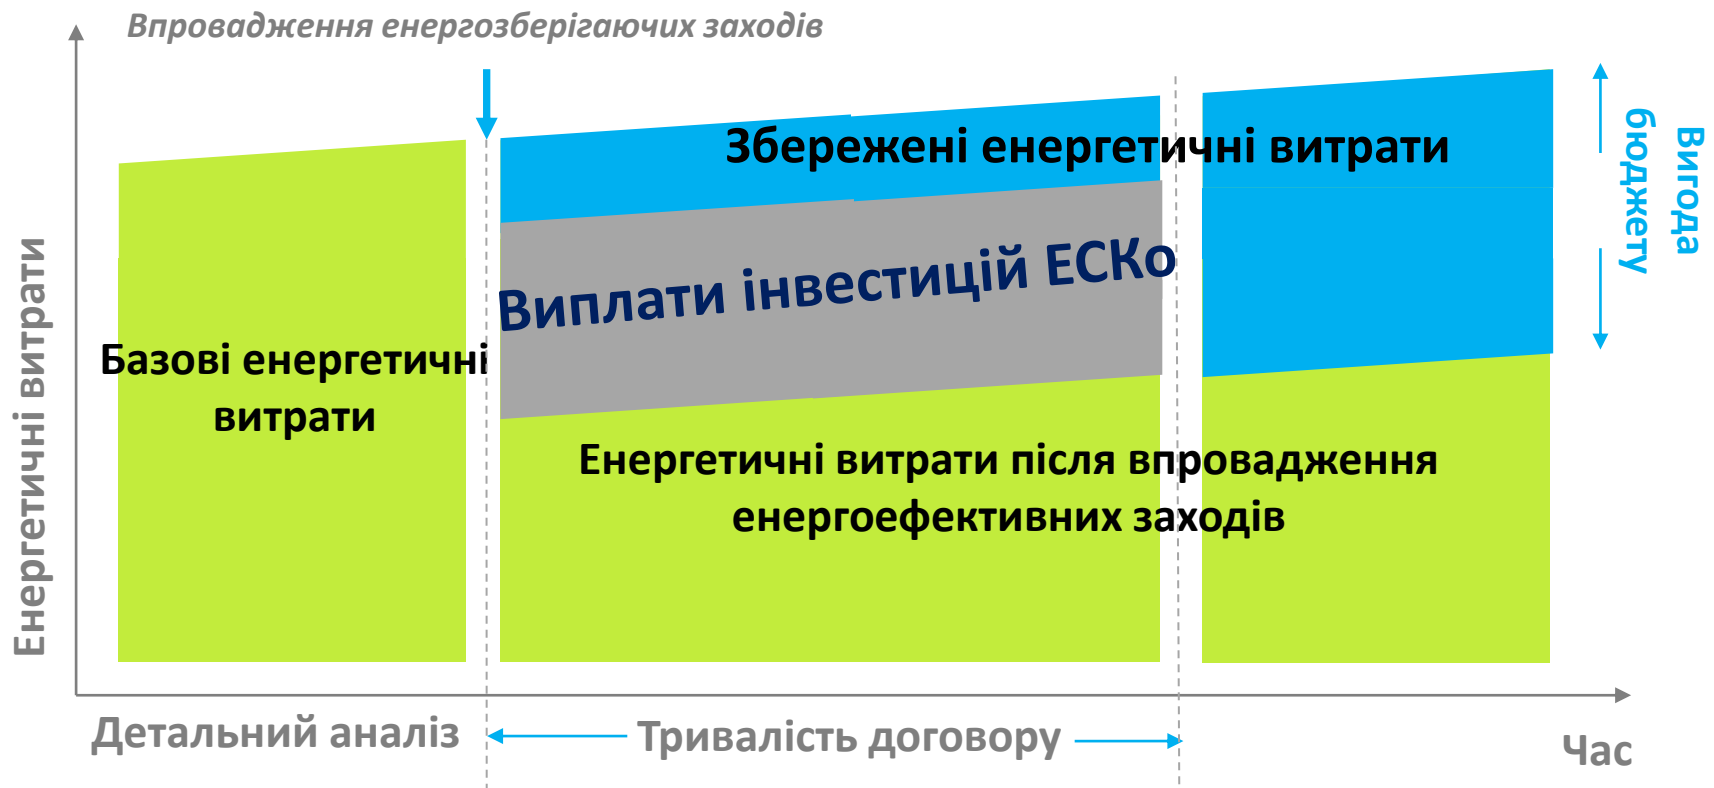 Впровадження енергозберігаючих заходів
Енергетичні витрати
Збережені енергетичні витрати
Вигода
бюджету
Виплати інвестицій ЕСКо
Базові енергетичні
витрати
Енергетичні витрати після впровадження
енергоефективних заходів
Детальний аналіз
Тривалість договору
Час